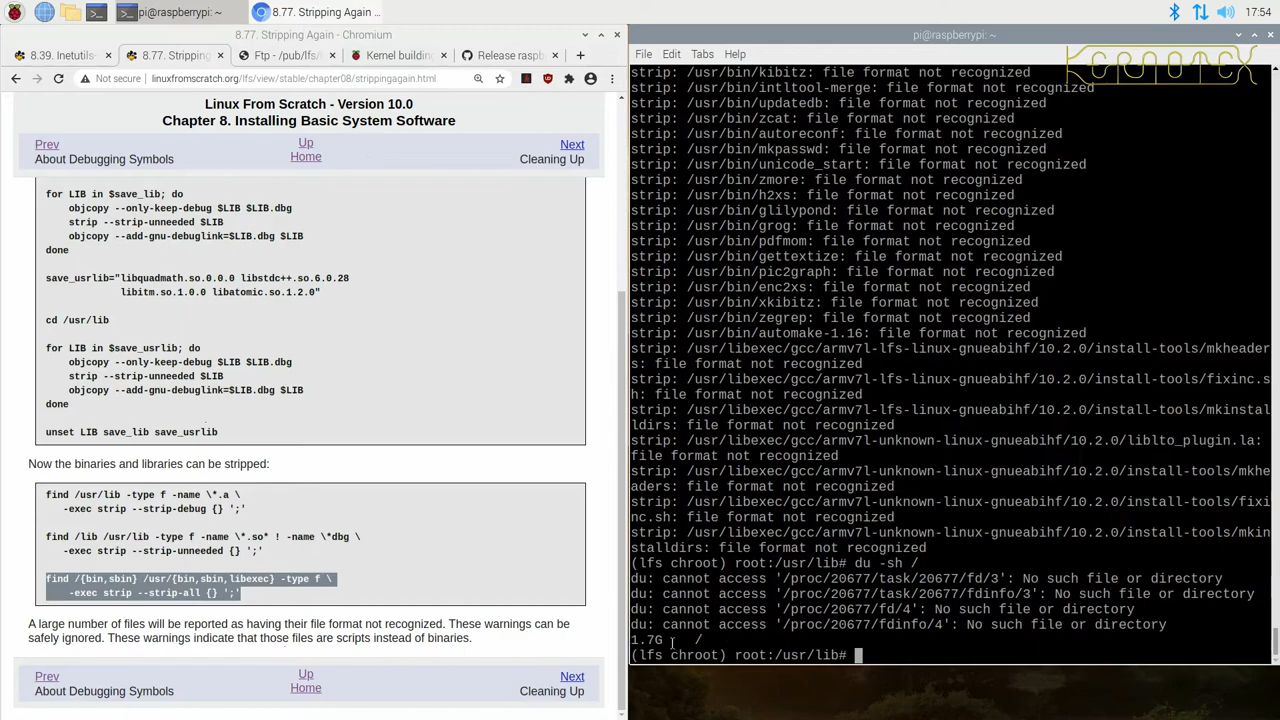 pi@raspberrypi: ~
8.77. Stripping Again ...
17:54
8.77. Stripping Again - Chromium
8.39. Inetutils-
8.77. Stripping
Ftp - /pub/lfs/
Kernel building
Release raspb
Not secure
linuxfromscratch.org/lfs/view/stable/chapter08/strippingagain.html
Linux From Scratch - Version 10.0
Chapter 8. Installing Basic System Software
Prev
Up
Next
About Debugging Symbols
Home
Cleaning Up
for LIB in $save_lib; do
objcopy --only-keep-debug $LIB $LIB.dbg
strip --strip-unneeded $LIB
objcopy --add-gnu-debuglink=$LIB.dbg $LIB
done
save_usrlib="libquadmath.so.0.0.0 libstdc++.so.6.0.28
libitm.so.1.0.0 libatomic.so.1.2.0"
cd /usr/lib
for LIB in $save_usrlib; do
objcopy --only-keep-debug $LIB $LIB.dbg
strip --strip-unneeded $LIB
objcopy --add-gnu-debuglink=$LIB.dbg $LIB
done
unset LIB save_lib save_usrlib
Now the binaries and libraries can be stripped:
find /usr/lib -type f -name \*.a \
-exec strip --strip-debug {} ';'
find /lib /usr/lib -type f -name \*.so* ! -name \*dbg \
-exec strip --strip-unneeded {} ';'
find /{bin,sbin} /usr/{bin,sbin,libexec} -type f \
-exec strip --strip-all {} ';'
A large number of files will be reported as having their file format not recognized. These warnings can be
safely ignored. These warnings indicate that those files are scripts instead of binaries.
Prev
Up
Next
About Debugging Symbols
Home
Cleaning Up
pi@raspberrypi: ~
File Edit Tabs Help
KERNOTEX
strip: /usr/bin/kibitz: file format not recognized
strip: /usr/bin/intltool-merge: file format not recognized
strip: /usr/bin/updatedb: file format not recognized
strip: /usr/bin/zcat: file format not recognized
strip: /usr/bin/autoreconf: file format not recognized
strip: /usr/bin/mkpasswd: file format not recognized
strip: /usr/bin/unicode_start: file format not recognized
strip: /usr/bin/zmore: file format not recognized
strip: /usr/bin/h2xs: file format not recognized
strip: /usr/bin/glilypond: file format not recognized
strip: /usr/bin/grog: file format not recognized
strip: /usr/bin/pdfmom: file format not recognized
strip: /usr/bin/gettextize: file format not recognized
strip: /usr/bin/pic2graph: file format not recognized
strip: /usr/bin/enc2xs: file format not recognized
strip: /usr/bin/xkibitz: file format not recognized
strip: /usr/bin/zegrep: file format not recognized
strip: /usr/bin/automake-1.16: file format not recognized
strip: /usr/libexec/gcc/armv7l-lfs-linux-gnueabihf/10.2.0/install-tools/mkheader
s: file format not recognized
strip: /usr/libexec/gcc/armv7l-lfs-linux-gnueabihf/10.2.0/install-tools/fixinc.s
h: file format not recognized
strip: /usr/libexec/gcc/armv7l-lfs-linux-gnueabihf/10.2.0/install-tools/mkinstal
ldirs: file format not recognized
strip: /usr/libexec/gcc/armv7l-unknown-linux-gnueabihf/10.2.0/liblto_plugin.la:
file format not recognized
strip: /usr/libexec/gcc/armv7l-unknown-linux-gnueabihf/10.2.0/install-tools/mkhe
aders: file format not recognized
strip: /usr/libexec/gcc/armv7l-unknown-linux-gnueabihf/10.2.0/install-tools/fixi
nc.sh: file format not recognized
strip: /usr/libexec/gcc/armv7l-unknown-linux-gnueabihf/10.2.0/install-tools/mkin
stalldirs: file format not recognized
(lfs chroot) root:/usr/lib# du -sh /
du: cannot access '/proc/20677/task/20677/fd/3': No such file or directory
du: cannot access '/proc/20677/task/20677/fdinfo/3': No such file or directory
du: cannot access '/proc/20677/fd/4': No such file or directory
du: cannot access '/proc/20677/fdinfo/4': No such file or directory
1.7G /
(lfs chroot) root:/usr/lib#